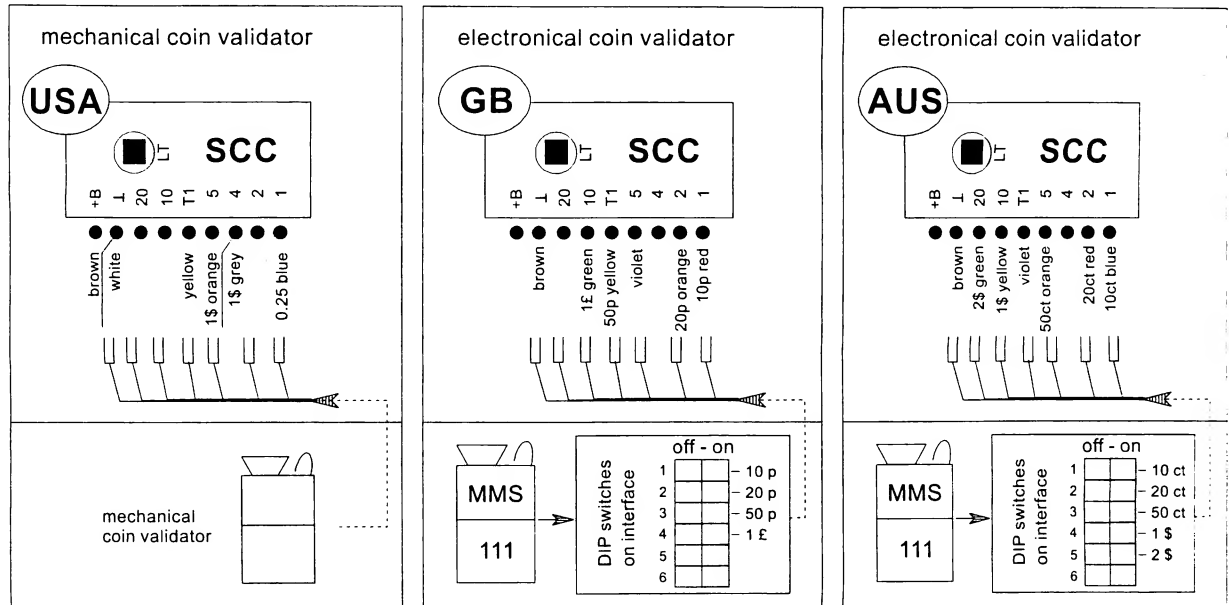 mechanical coin validator
USA
LT
SCC
+B ⊥ 20 10 T1 5 4 2 1
brown
white
yellow
1$ orange
1$ grey
0.25 blue
mechanical
coin validator
electronical coin validator
GB
LT
SCC
+B ⊥ 20 10 T1 5 4 2 1
brown
1£ green
50p yellow
violet
20p orange
10p red
MMS
111
DIP switches
on interface
off - on
1 – 10 p
2 – 20 p
3 – 50 p
4 – 1 £
5
6
electronical coin validator
AUS
LT
SCC
+B ⊥ 20 10 T1 5 4 2 1
brown
2$ green
1$ yellow
violet
50ct orange
20ct red
10ct blue
MMS
111
DIP switches
on interface
off - on
1 – 10 ct
2 – 20 ct
3 – 50 ct
4 – 1 $
5 – 2 $
6